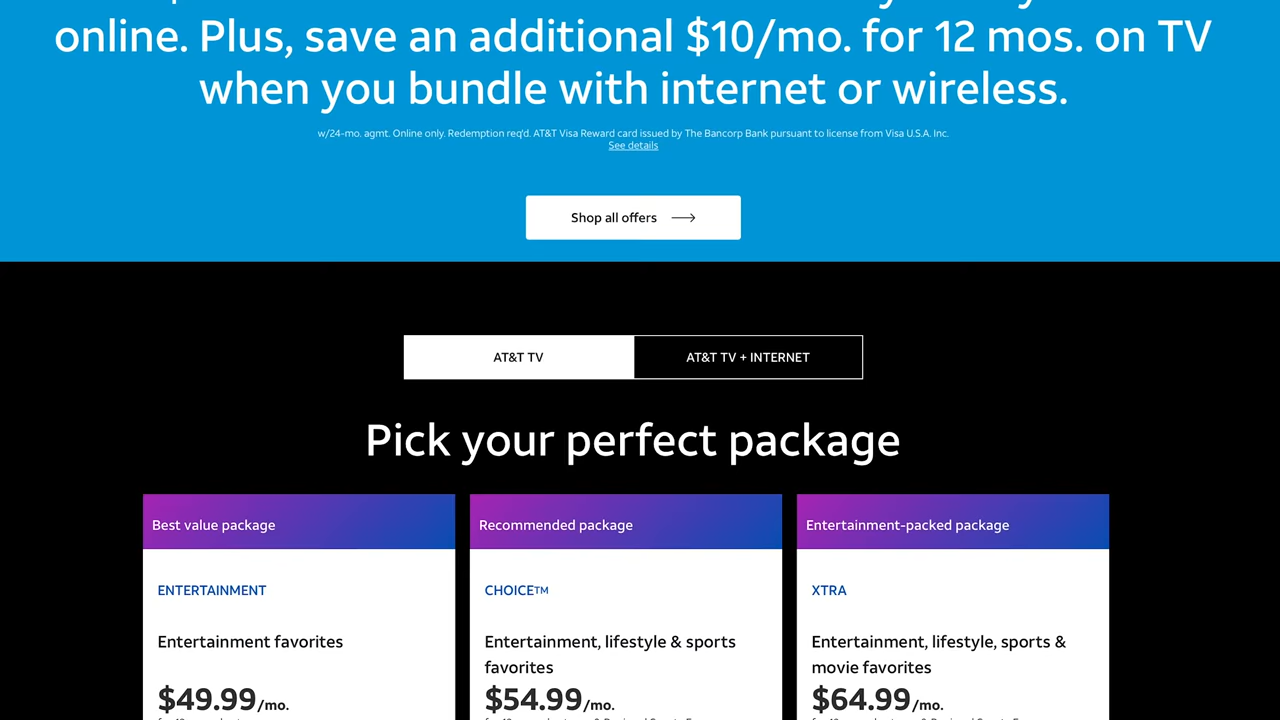 online. Plus, save an additional $10/mo. for 12 mos. on TV
when you bundle with internet or wireless.
w/24-mo. agmt. Online only. Redemption req'd. AT&T Visa Reward card issued by The Bancorp Bank pursuant to license from Visa U.S.A. Inc.
See details
Shop all offers
AT&T TV
AT&T TV + INTERNET
Pick your perfect package
Best value package
ENTERTAINMENT
Entertainment favorites
$49.99/mo.
Recommended package
CHOICE™
Entertainment, lifestyle & sports
favorites
$54.99/mo.
Entertainment-packed package
XTRA
Entertainment, lifestyle, sports &
movie favorites
$64.99/mo.